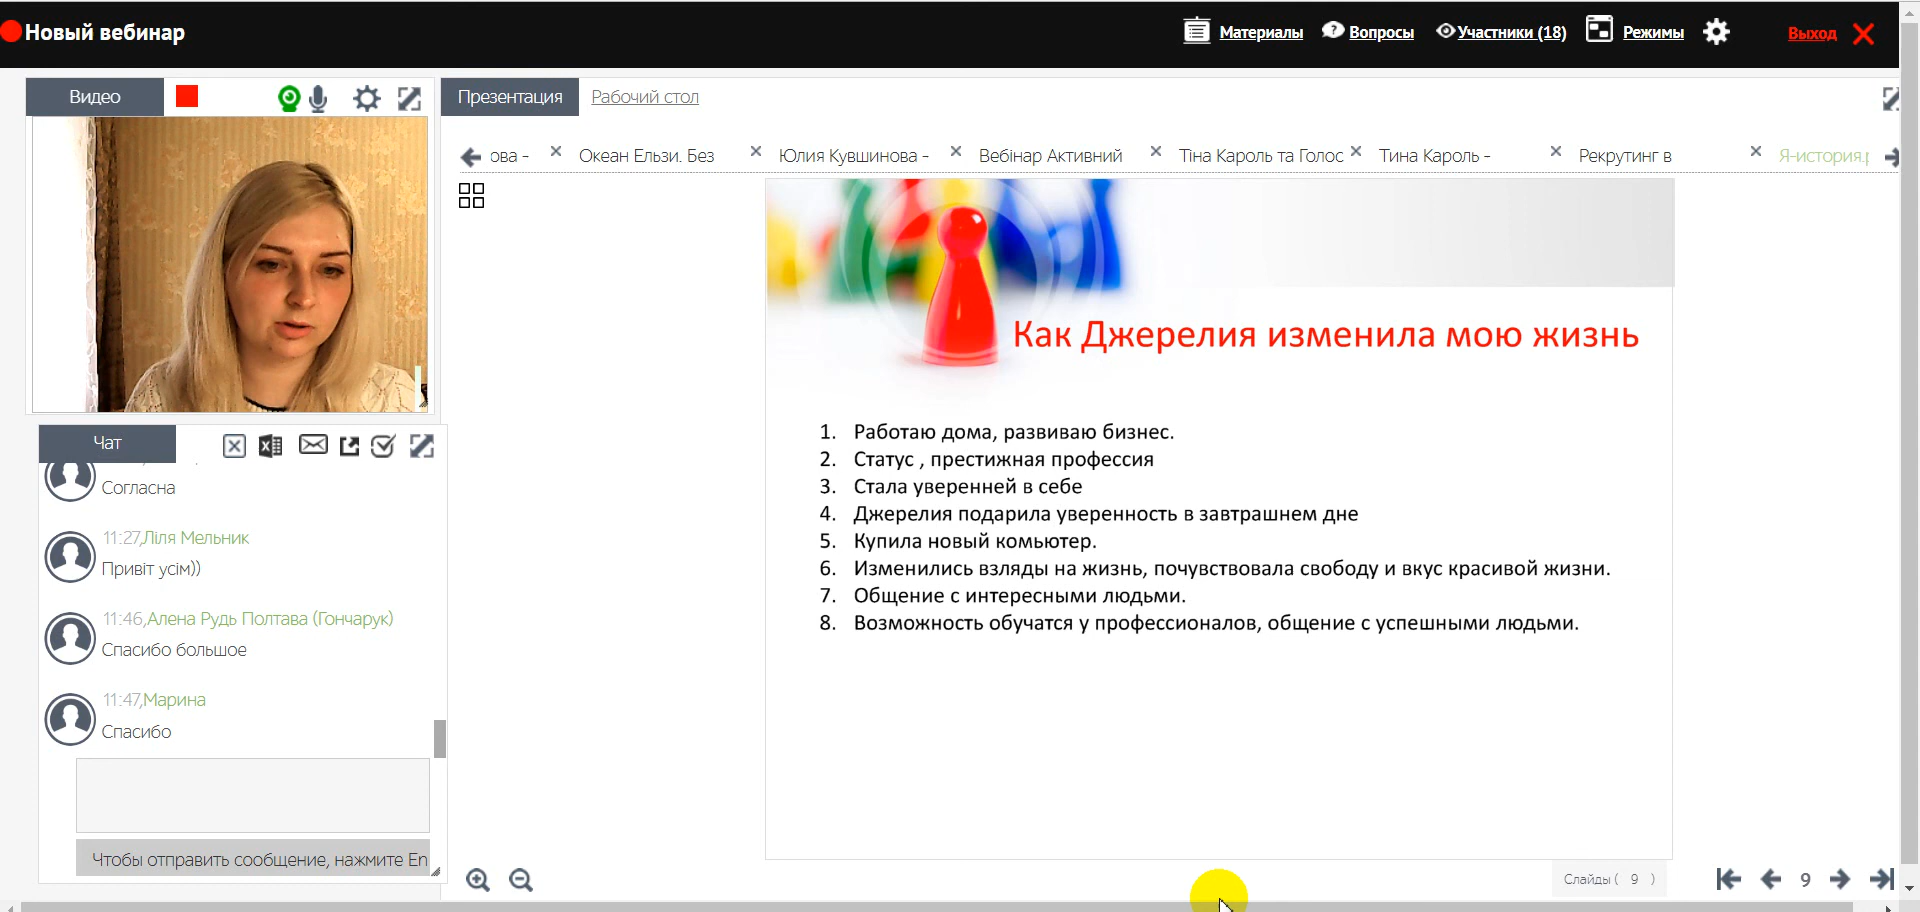 Новый вебинар
Материалы
Вопросы
Участники (18)
Режимы
Выход
Видео
Презентация
Рабочий стол
ова -
Океан Ельзи. Без
Юлия Кувшинова -
Вебінар Активний
Тіна Кароль та Голос
Тина Кароль -
Рекрутинг в
Я-история.р
Как Джерелия изменила мою жизнь
1. Работаю дома, развиваю бизнес.
2. Статус , престижная профессия
3. Стала уверенней в себе
4. Джерелия подарила уверенность в завтрашнем дне
5. Купила новый комьютер.
6. Изменились взляды на жизнь, почувствовала свободу и вкус красивой жизни.
7. Общение с интересными людьми.
8. Возможность обучатся у профессионалов, общение с успешными людьми.
Чат
Согласна
11:27,Ліля Мельник
Привіт усім))
11:46,Алена Рудь Полтава (Гончарук)
Спасибо большое
11:47,Марина
Спасибо
Чтобы отправить сообщение, нажмите En
Слайды ( 9 )
9